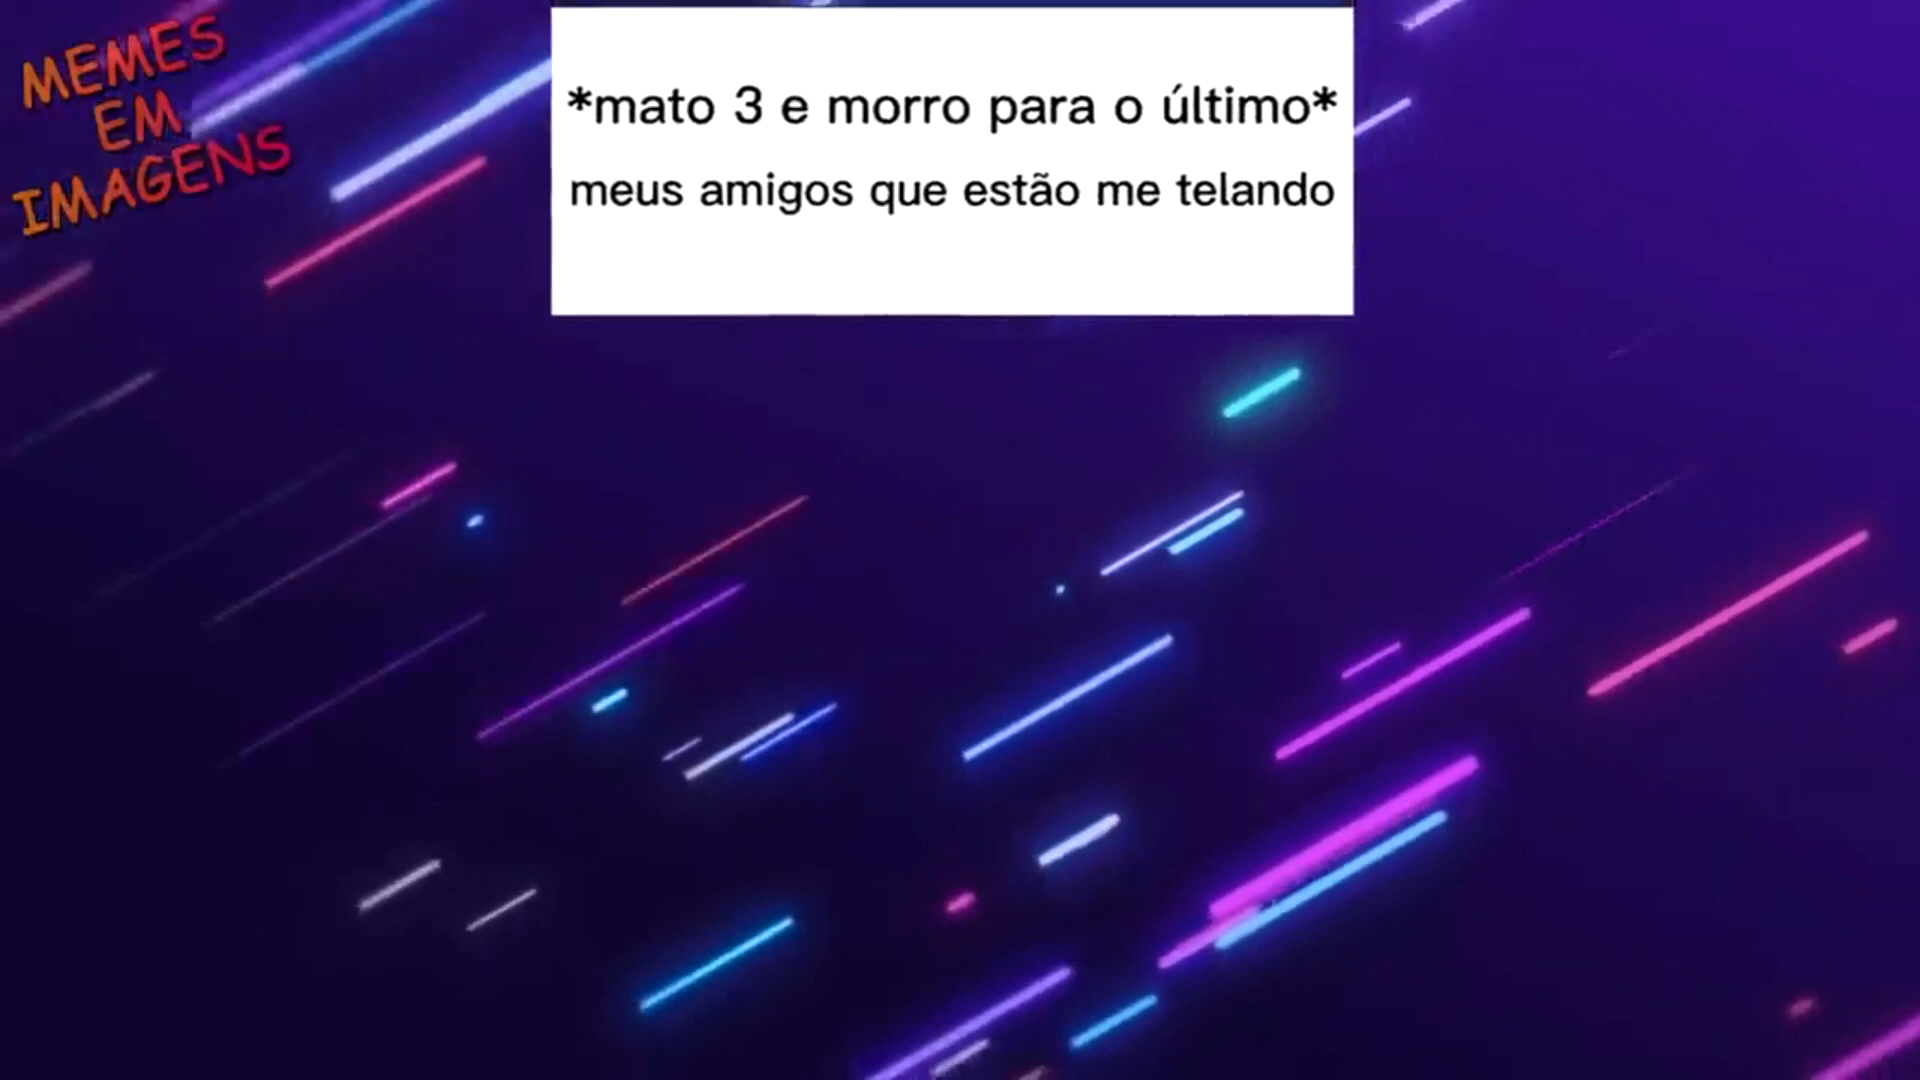 MEMES
EM
IMAGENS
*mato 3 e morro para o último*
meus amigos que estão me telando